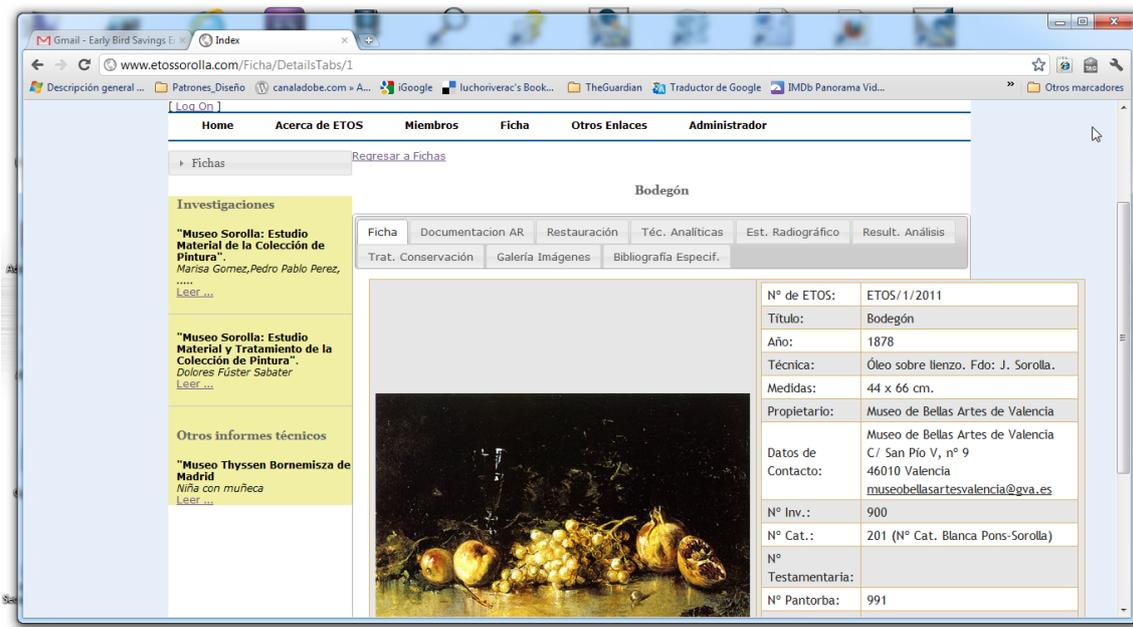 Gmail - Early Bird Savings E
Index
www.etossorolla.com/Ficha/DetailsTabs/1
Descripción general ... Patrones_Diseño canaladobe.com » A... iGoogle luchoriverac's Book... TheGuardian Traductor de Google IMDb Panorama Vid... » Otros marcadores
[ Log On ]
Home Acerca de ETOS Miembros Ficha Otros Enlaces Administrador
Fichas
Regresar a Fichas
Bodegón
Investigaciones
"Museo Sorolla: Estudio
Material de la Colección de
Pintura".
Marisa Gomez,Pedro Pablo Perez,
.....
Leer ...
"Museo Sorolla: Estudio
Material y Tratamiento de la
Colección de Pintura".
Dolores Fúster Sabater
Leer ...
Otros informes técnicos
"Museo Thyssen Bornemisza de
Madrid
Niña con muñeca
Leer ...
Ficha Documentacion AR Restauración Téc. Analíticas Est. Radiográfico Result. Análisis
Trat. Conservación Galería Imágenes Bibliografía Especif.
Nº de ETOS: ETOS/1/2011
Título: Bodegón
Año: 1878
Técnica: Óleo sobre lienzo. Fdo: J. Sorolla.
Medidas: 44 x 66 cm.
Propietario: Museo de Bellas Artes de Valencia
Datos de
Contacto:
Museo de Bellas Artes de Valencia
C/ San Pío V, nº 9
46010 Valencia
museobellasartesvalencia@gva.es
Nº Inv.: 900
Nº Cat.: 201 (Nº Cat. Blanca Pons-Sorolla)
Nº
Testamentaria:
Nº Pantorba: 991